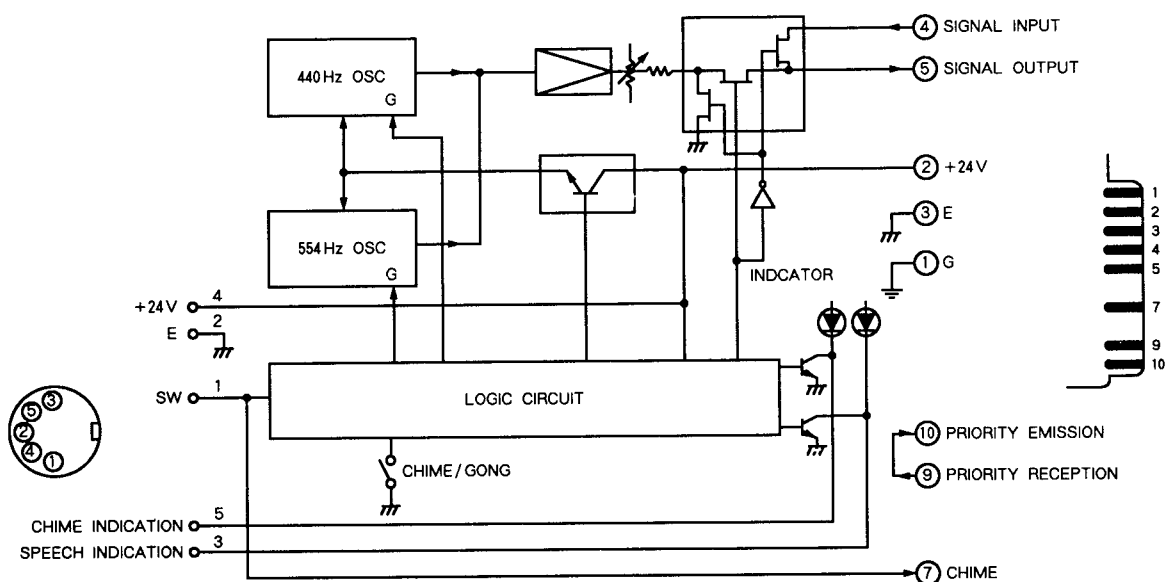 ④ SIGNAL INPUT
440Hz OSC
⑤ SIGNAL OUTPUT
G
② +24V
1
2
③ E
3
4
554Hz OSC
5
G
INDCATOR
① G
+24V 4
7
E 2
9
10
SW 1
LOGIC CIRCUIT
③
⑤
②
④
①
⑩ PRIORITY EMISSION
CHIME/GONG
⑨ PRIORITY RECEPTION
CHIME INDICATION 5
SPEECH INDICATION 3
⑦ CHIME